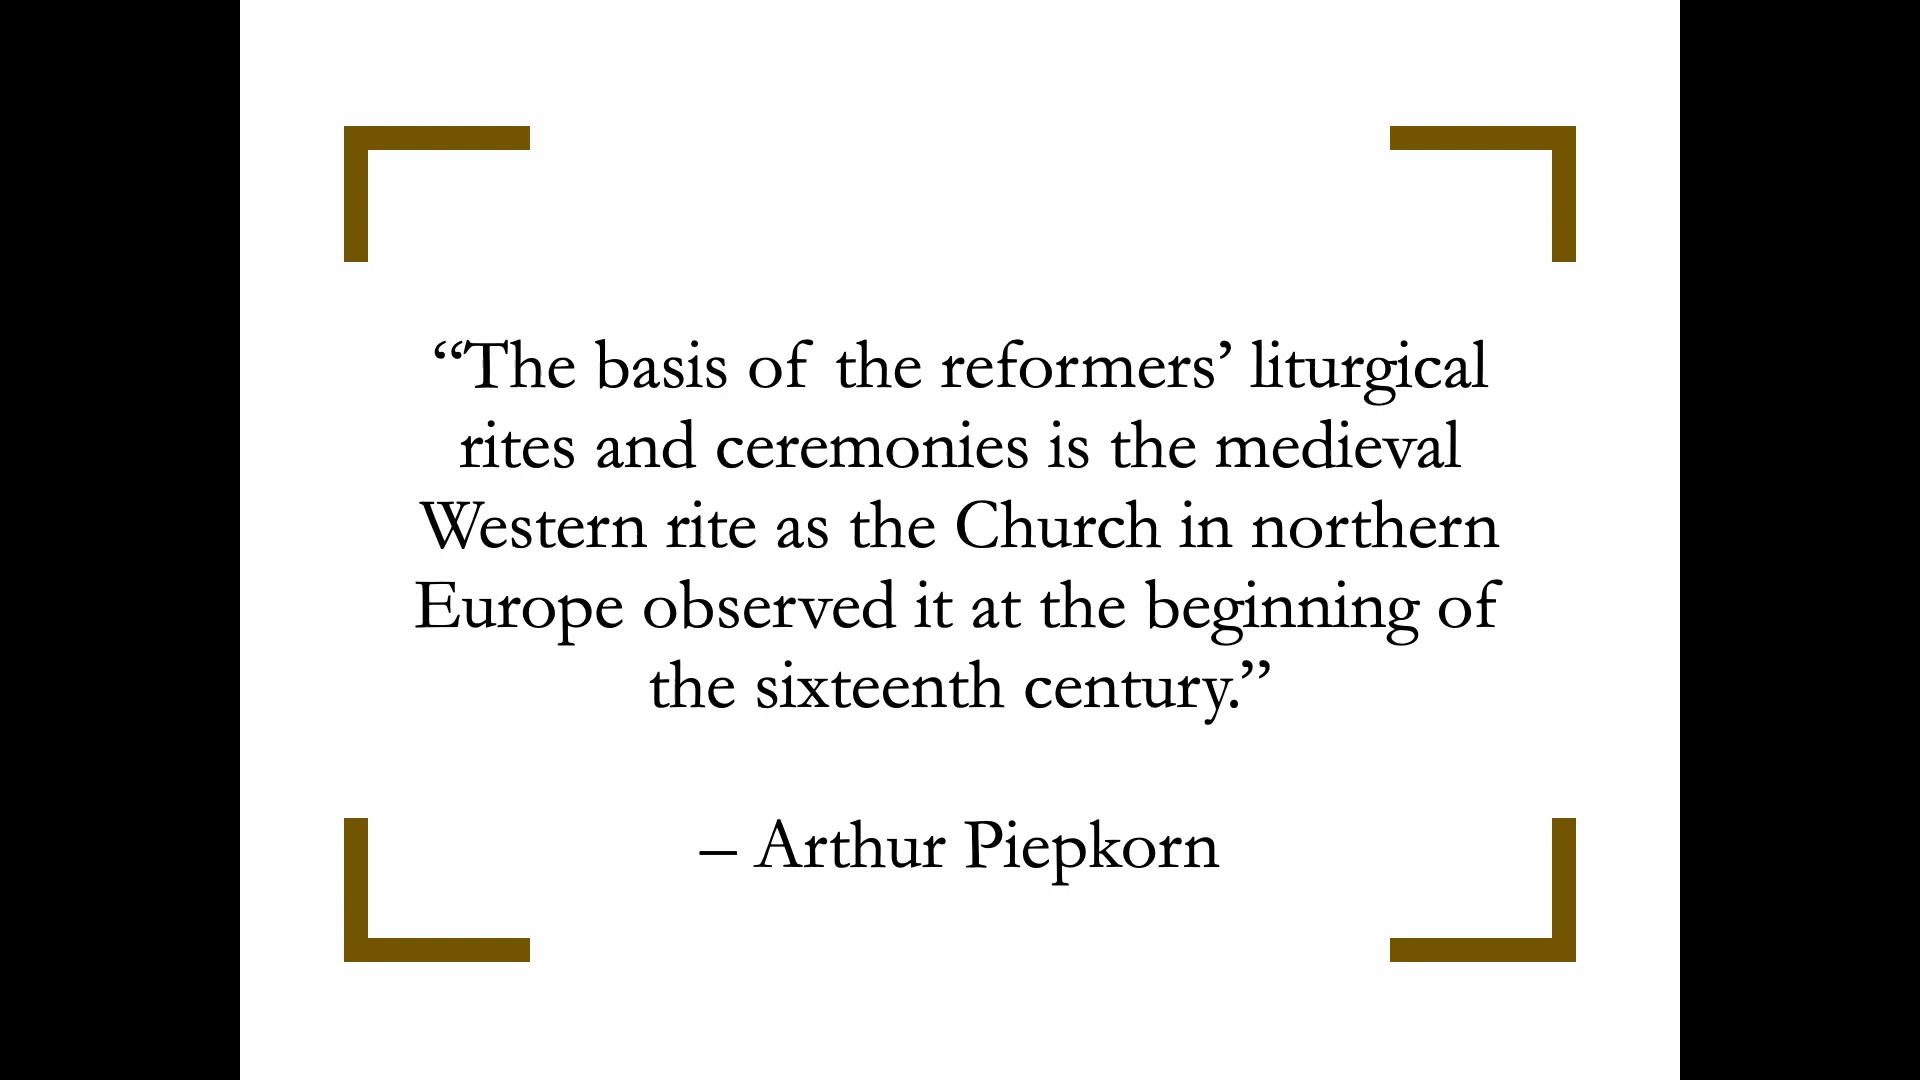 “The basis of the reformers’ liturgical
rites and ceremonies is the medieval
Western rite as the Church in northern
Europe observed it at the beginning of
the sixteenth century.”
– Arthur Piepkorn